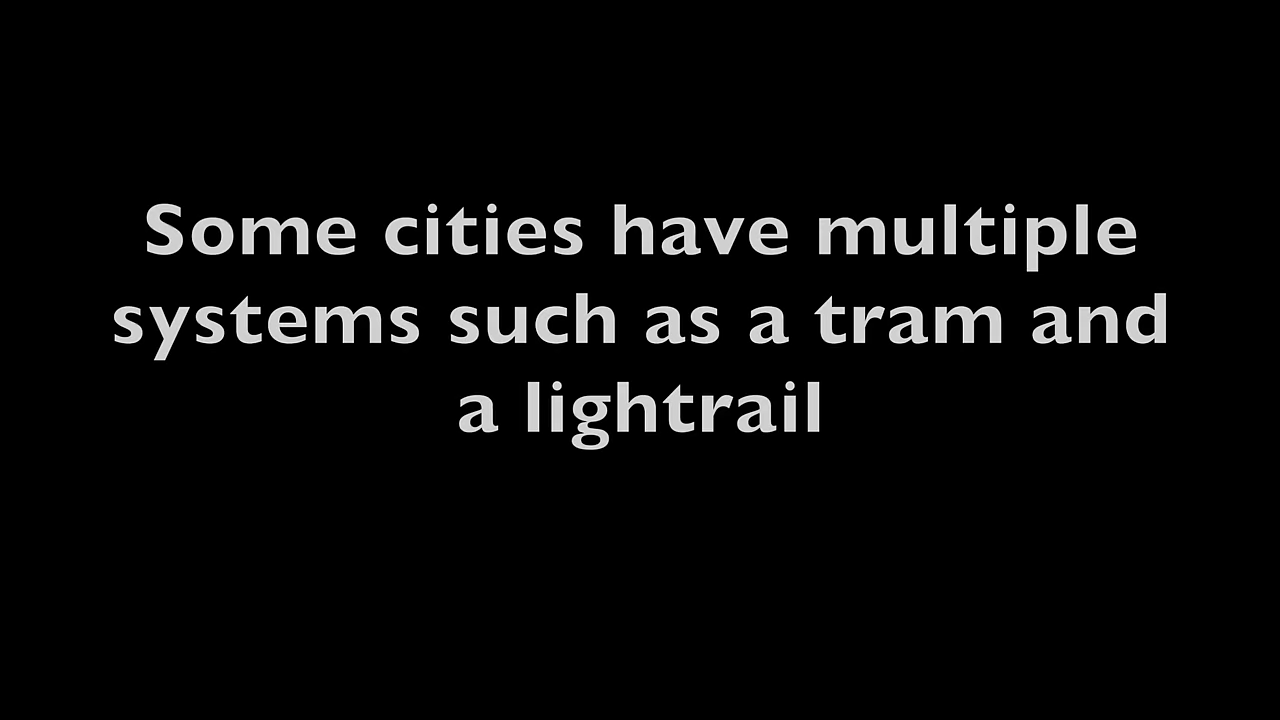 Some cities have multiple
systems such as a tram and
a lightrail